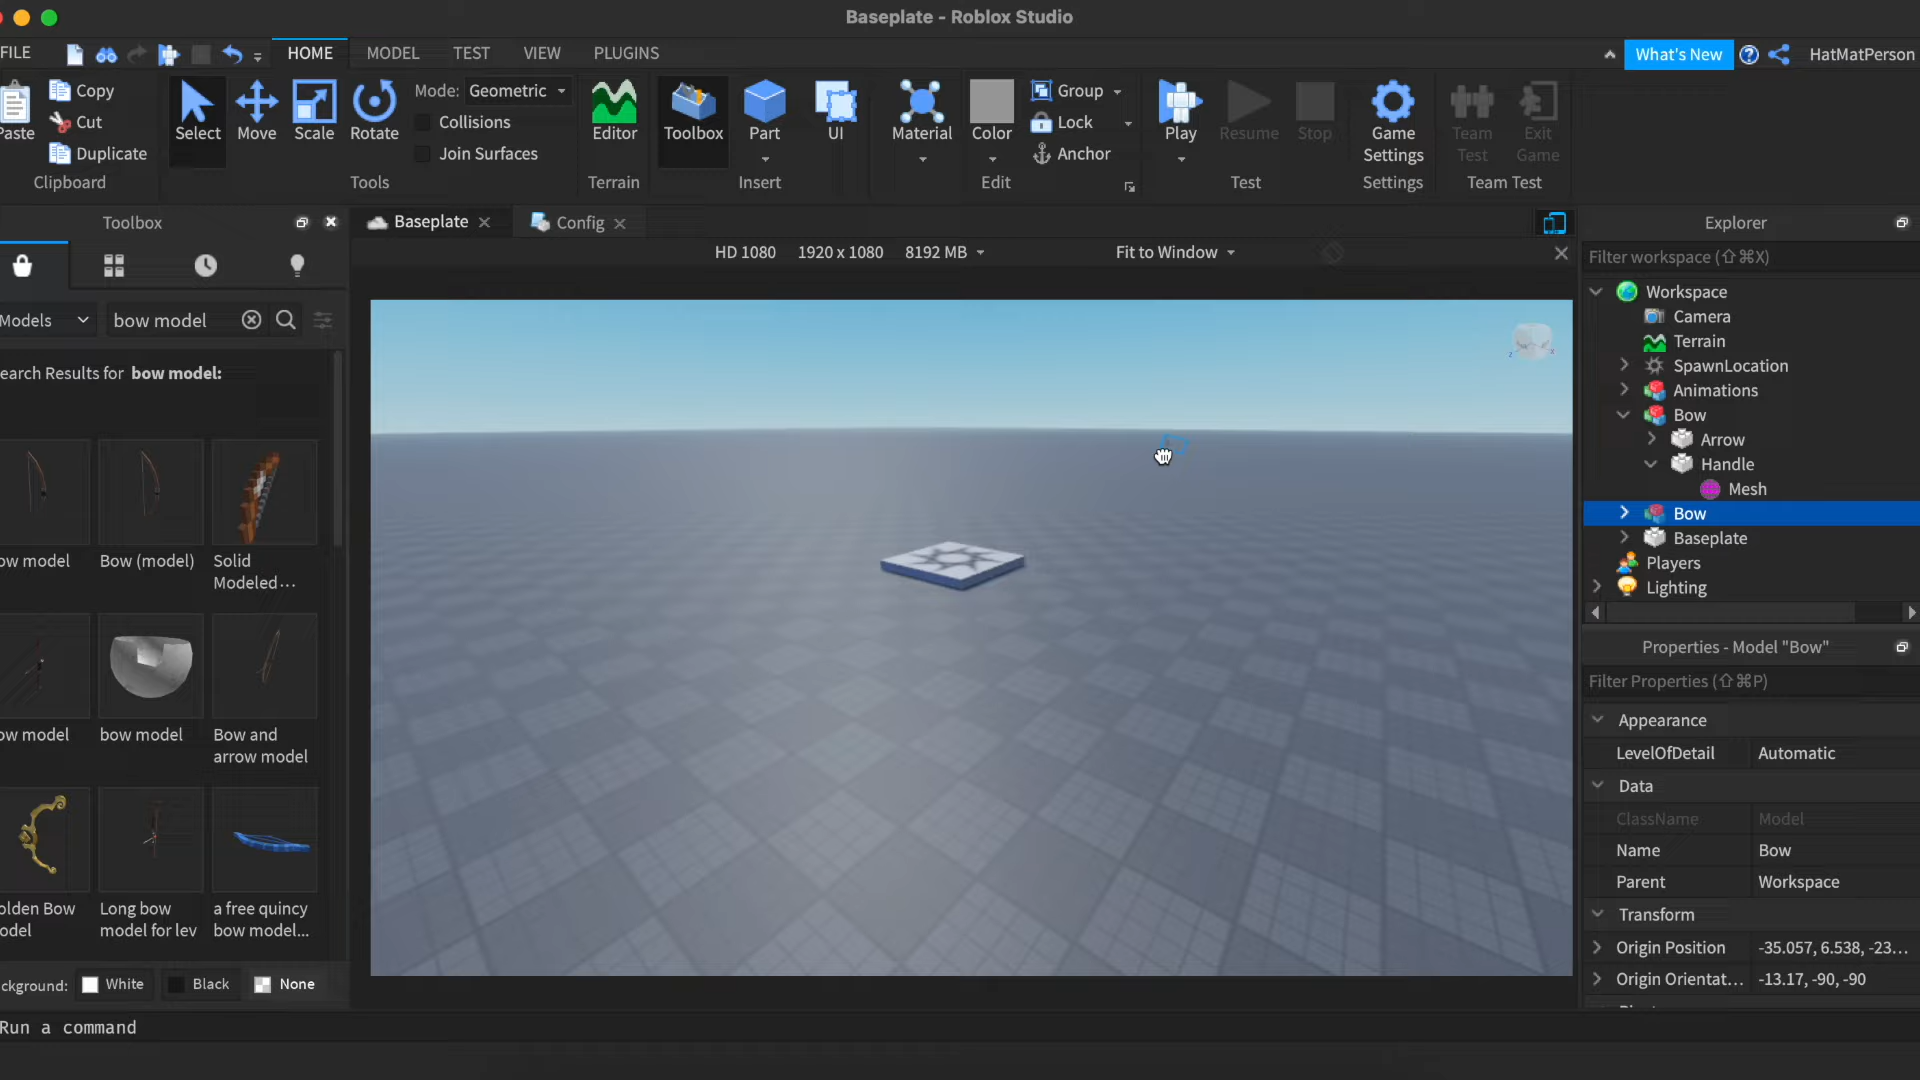 Baseplate - Roblox Studio
FILE
HOME
MODEL
TEST
VIEW
PLUGINS
What's New
HatMatPerson
Paste
Copy
Cut
Duplicate
Clipboard
Select
Move
Scale
Rotate
Mode: Geometric
Collisions
Join Surfaces
Tools
Editor
Terrain
Toolbox
Part
UI
Insert
Material
Color
Group
Lock
Anchor
Edit
Play
Resume
Stop
Test
Game
Settings
Settings
Team
Test
Exit
Game
Team Test
Toolbox
Baseplate
Config
Explorer
HD 1080 1920 x 1080 8192 MB
Fit to Window
Filter workspace (⇧⌘X)
Models
bow model
earch Results for bow model:
ow model
Bow (model)
Solid
Modeled...
ow model
bow model
Bow and
arrow model
olden Bow
odel
Long bow
model for lev
a free quincy
bow model...
ckground:
White
Black
None
Run a command
Workspace
Camera
Terrain
SpawnLocation
Animations
Bow
Arrow
Handle
Mesh
Bow
Baseplate
Players
Lighting
Properties - Model "Bow"
Filter Properties (⇧⌘P)
Appearance
LevelOfDetail Automatic
Data
ClassName Model
Name Bow
Parent Workspace
Transform
Origin Position -35.057, 6.538, -23...
Origin Orientat... -13.17, -90, -90